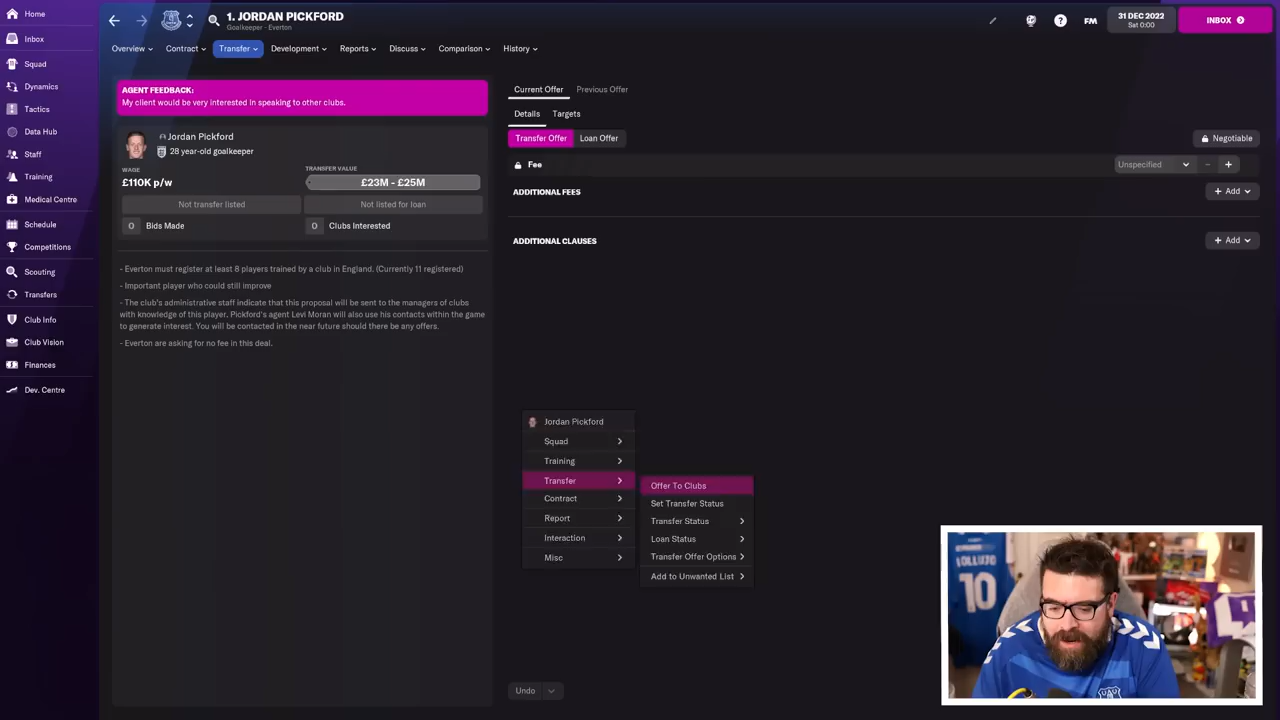 Home
Inbox
Squad
Dynamics
Tactics
Data Hub
Staff
Training
Medical Centre
Schedule
Competitions
Scouting
Transfers
Club Info
Club Vision
Finances
Dev. Centre
1. JORDAN PICKFORD
Goalkeeper - Everton
FM
31 DEC 2022
Sat 0:00
INBOX
Overview
Contract
Transfer
Development
Reports
Discuss
Comparison
History
AGENT FEEDBACK:
My client would be very interested in speaking to other clubs.
Jordan Pickford
28 year-old goalkeeper
WAGE
£110K p/w
TRANSFER VALUE
£23M - £25M
Not transfer listed
Not listed for loan
0 Bids Made
0 Clubs Interested
- Everton must register at least 8 players trained by a club in England. (Currently 11 registered)
- Important player who could still improve
- The club's administrative staff indicate that this proposal will be sent to the managers of clubs
with knowledge of this player. Pickford's agent Levi Moran will also use his contacts within the game
to generate interest. You will be contacted in the near future should there be any offers.
- Everton are asking for no fee in this deal.
Current Offer
Previous Offer
Details
Targets
Transfer Offer
Loan Offer
Negotiable
Fee
Unspecified
ADDITIONAL FEES
+ Add
ADDITIONAL CLAUSES
+ Add
Jordan Pickford
Squad
Training
Transfer
Contract
Report
Interaction
Misc
Offer To Clubs
Set Transfer Status
Transfer Status
Loan Status
Transfer Offer Options
Add to Unwanted List
Undo
10